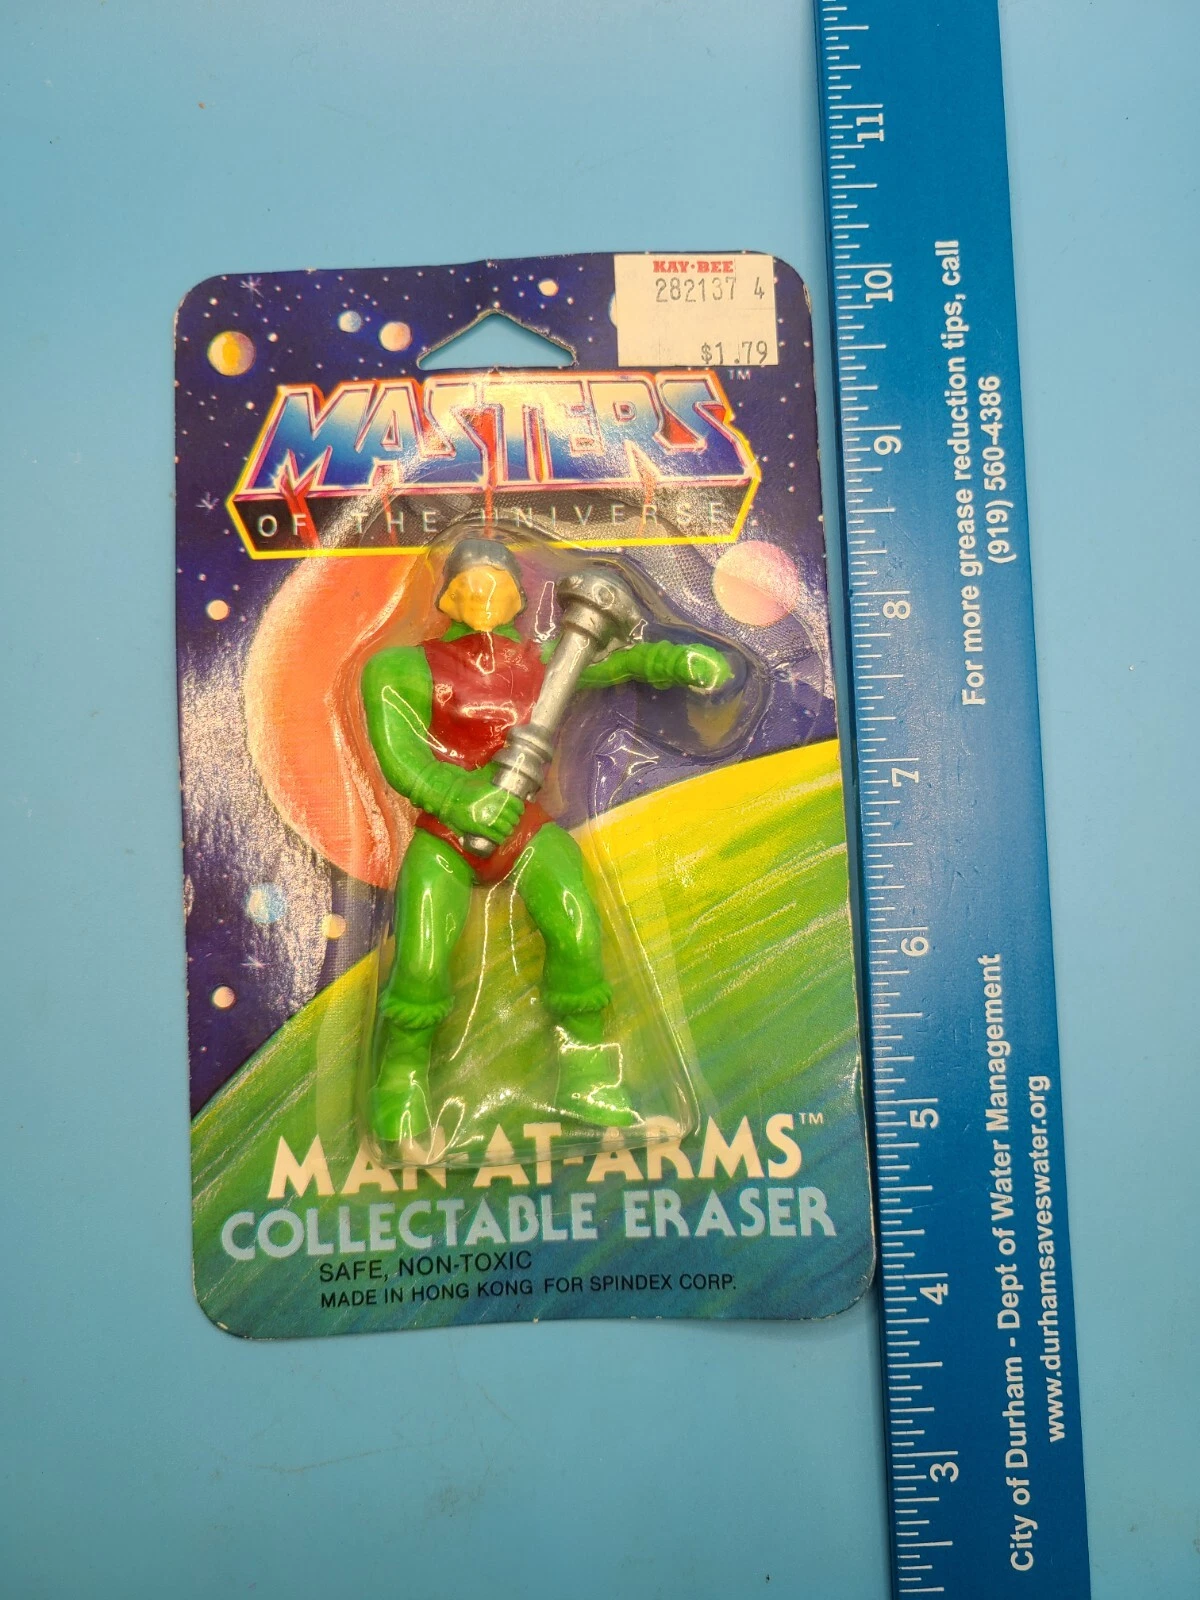 KAY·BEE
282137 4
$1.79
MASTERS™
OF THE UNIVERSE
MAN-AT-ARMS™
COLLECTABLE ERASER
SAFE, NON-TOXIC
MADE IN HONG KONG FOR SPINDEX CORP.
11
10
9
8
7
6
5
4
3
For more grease reduction tips, call
(919) 560-4386
City of Durham - Dept of Water Management
www.durhamsaveswater.org